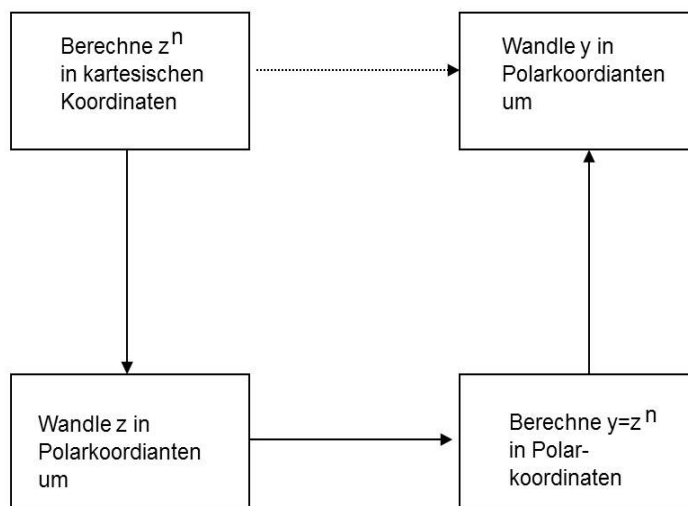 Berechne z^n
in kartesischen
Koordinaten
Wandle y in
Polarkoordianten
um
Wandle z in
Polarkoordianten
um
Berechne y=z^n
in Polar-
koordinaten